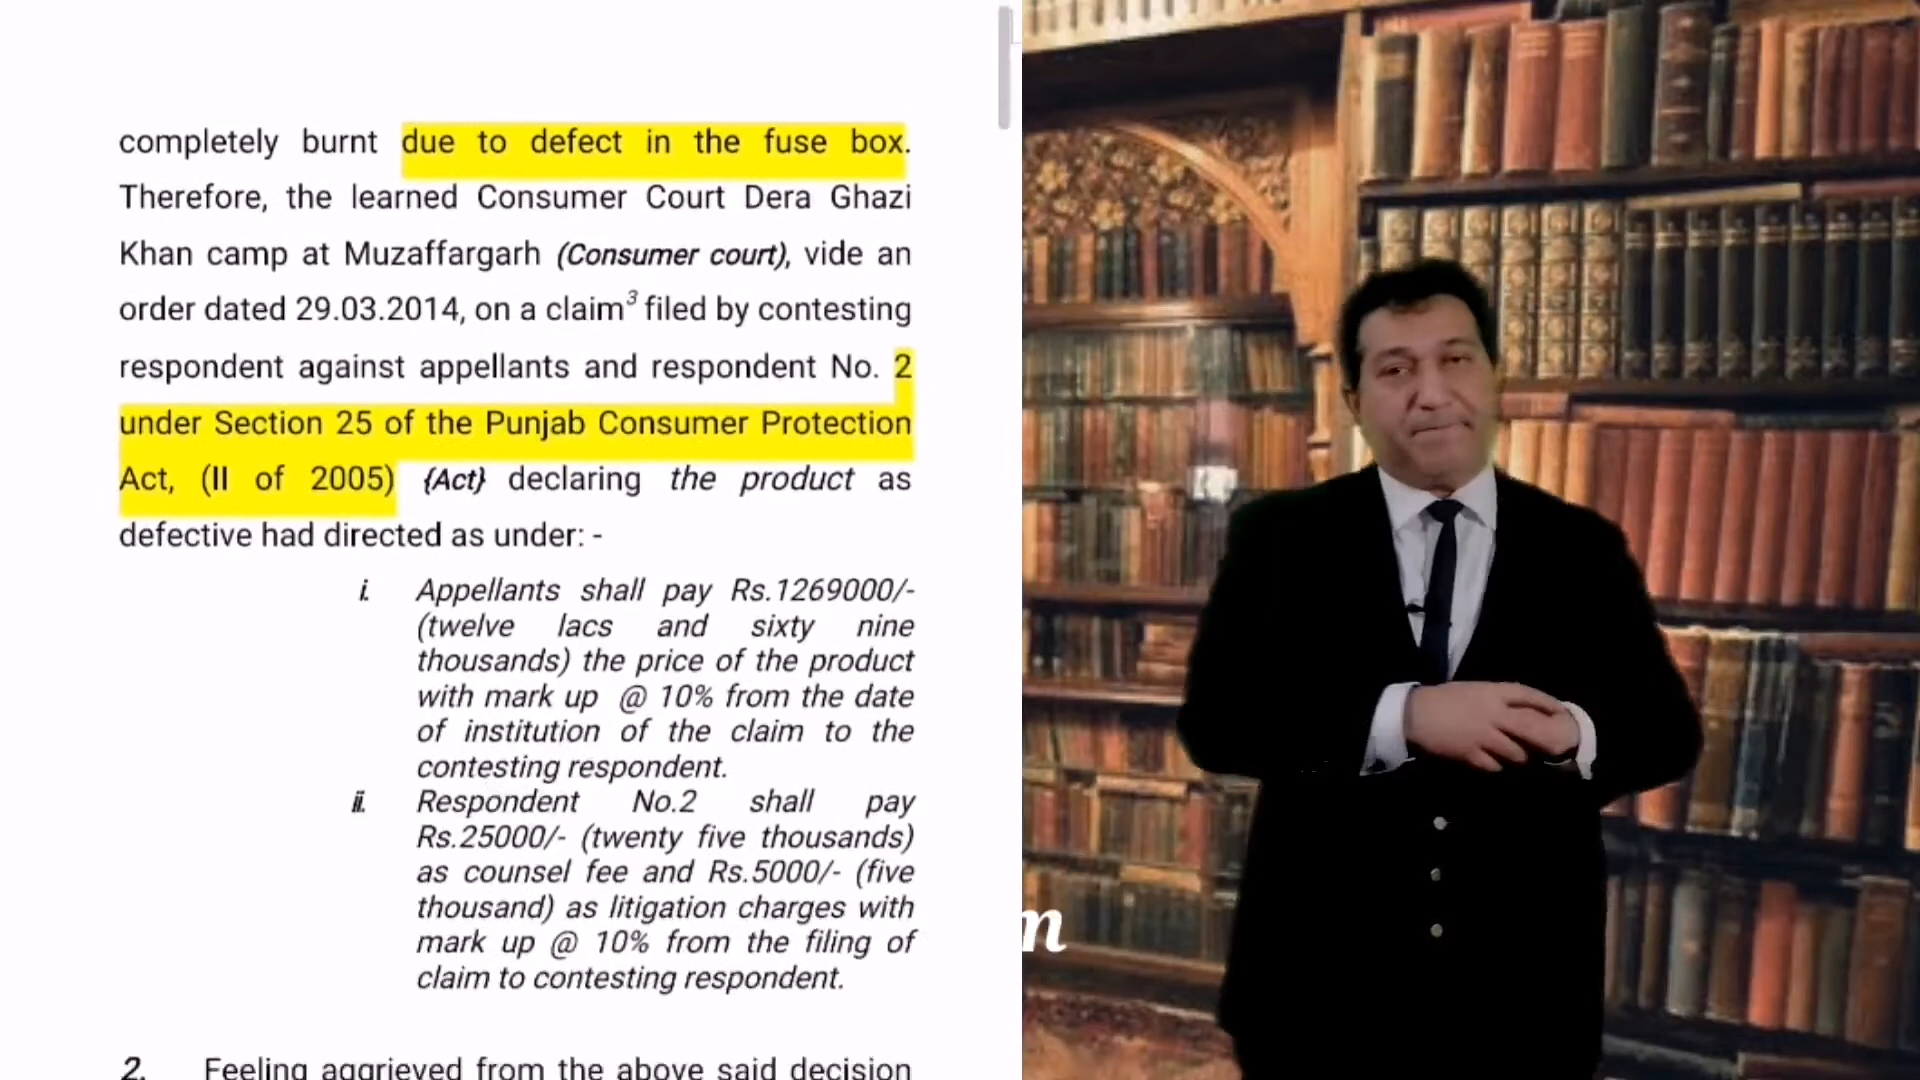 completely burnt due to defect in the fuse box.
Therefore, the learned Consumer Court Dera Ghazi
Khan camp at Muzaffargarh (Consumer court), vide an
order dated 29.03.2014, on a claim3 filed by contesting
respondent against appellants and respondent No. 2
under Section 25 of the Punjab Consumer Protection
Act, (II of 2005) {Act} declaring the product as
defective had directed as under: -
i. Appellants shall pay Rs.1269000/-
(twelve lacs and sixty nine
thousands) the price of the product
with mark up @ 10% from the date
of institution of the claim to the
contesting respondent.
ii. Respondent No.2 shall pay
Rs.25000/- (twenty five thousands)
as counsel fee and Rs.5000/- (five
thousand) as litigation charges with
mark up @ 10% from the filing of
claim to contesting respondent.
2. Feeling aggrieved from the above said decision